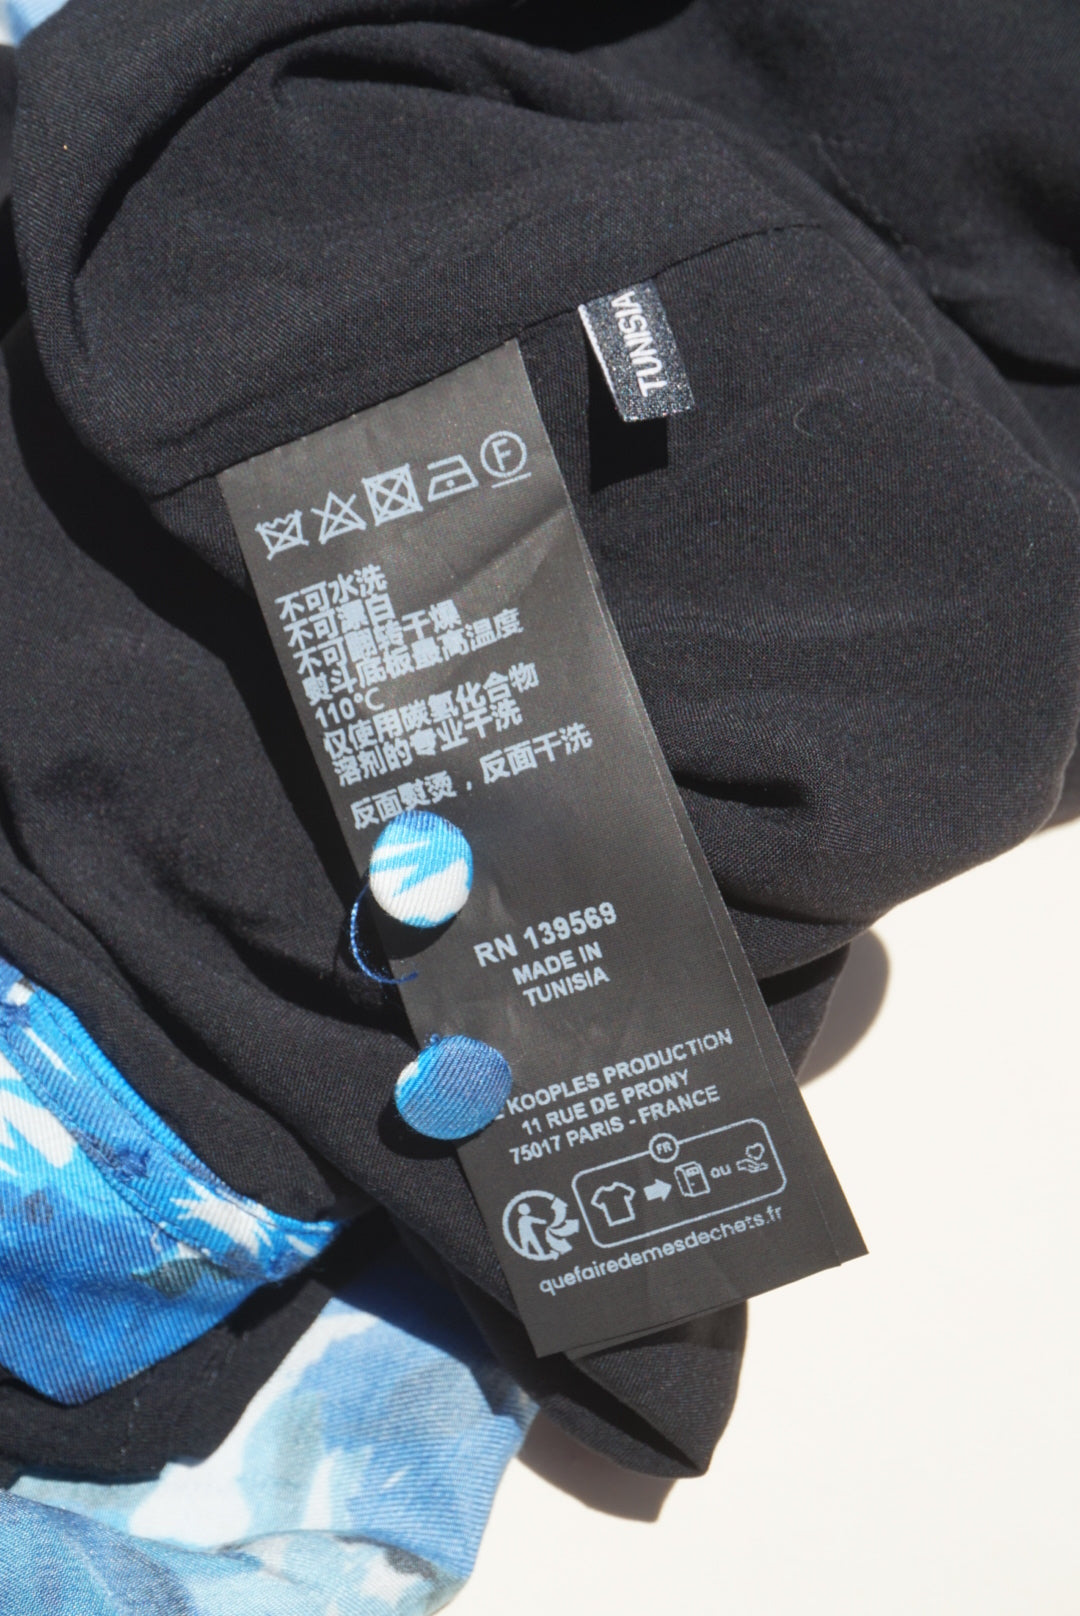 TUNISIA
F
不可水洗
不可漂白
不可翻转干燥
熨斗底板最高温度
110°C
仅使用碳氢化合物
溶剂的专业干洗
反面熨烫，反面干洗
RN 139569
MADE IN
TUNISIA
KOOPLES PRODUCTION
11 RUE DE PRONY
75017 PARIS - FRANCE
FR
ou
quefairedemesdechets.fr